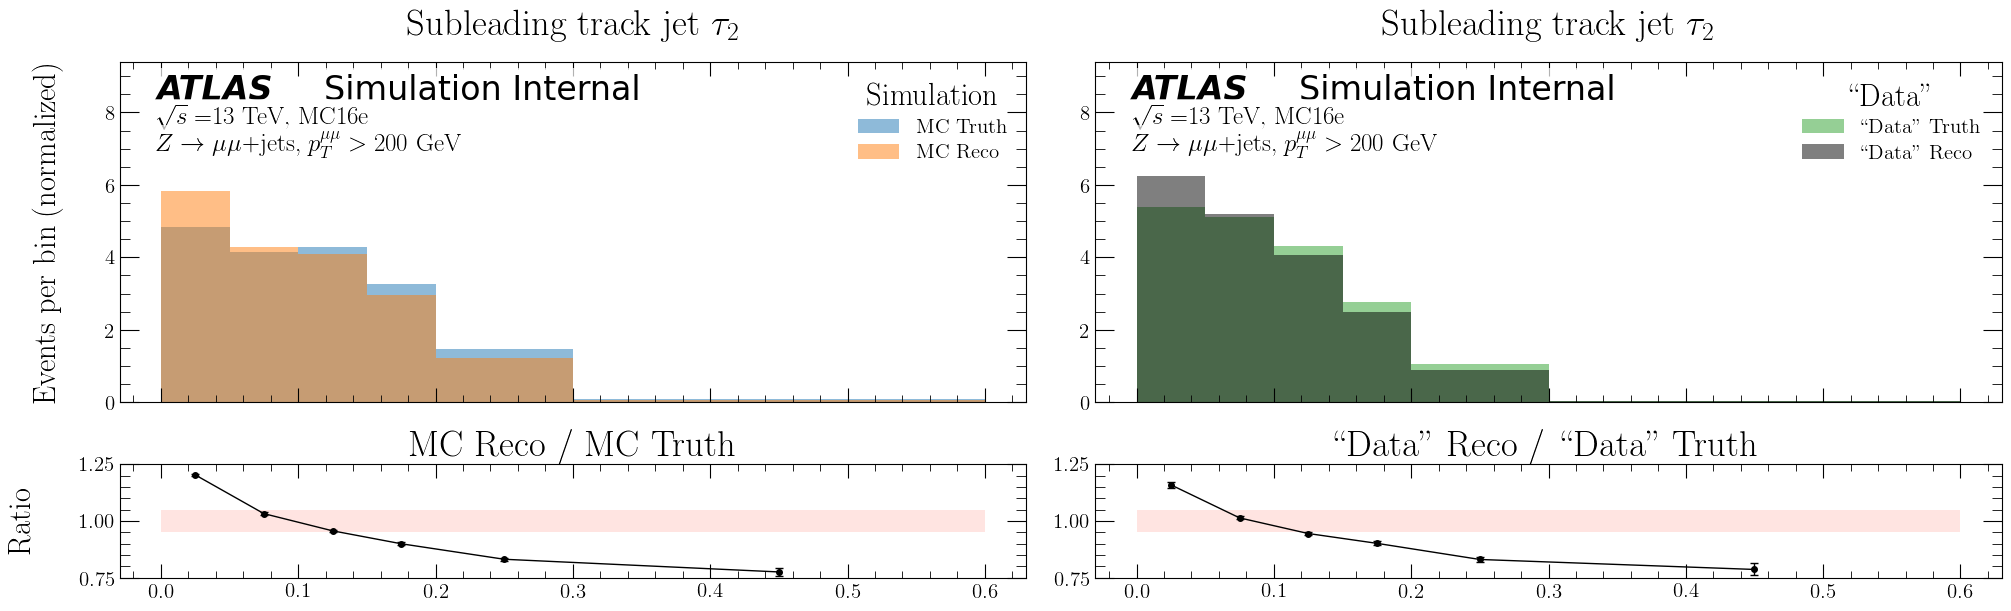 Subleading track jet τ₂
ATLAS Simulation Internal
√s =13 TeV, MC16e
Z → μμ+jets, p_T^{μμ} > 200 GeV
Simulation
MC Truth
MC Reco
Events per bin (normalized)
8
6
4
2
0
MC Reco / MC Truth
Ratio
1.25
1.00
0.75
0.0 0.1 0.2 0.3 0.4 0.5 0.6
Subleading track jet τ₂
ATLAS Simulation Internal
√s =13 TeV, MC16e
Z → μμ+jets, p_T^{μμ} > 200 GeV
“Data”
“Data” Truth
“Data” Reco
8
6
4
2
0
“Data” Reco / “Data” Truth
1.25
1.00
0.75
0.0 0.1 0.2 0.3 0.4 0.5 0.6